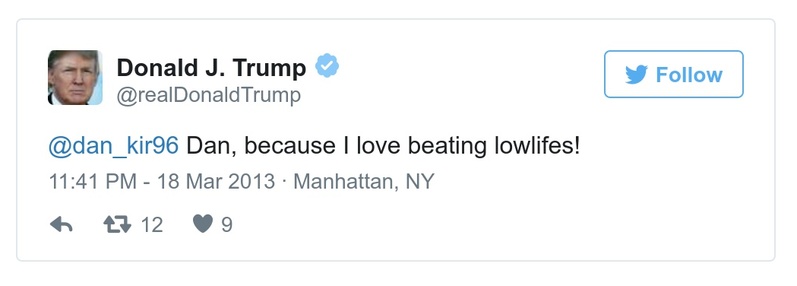 Donald J. Trump
@realDonaldTrump
Follow
@dan_kir96 Dan, because I love beating lowlifes!
11:41 PM - 18 Mar 2013 · Manhattan, NY
12 9